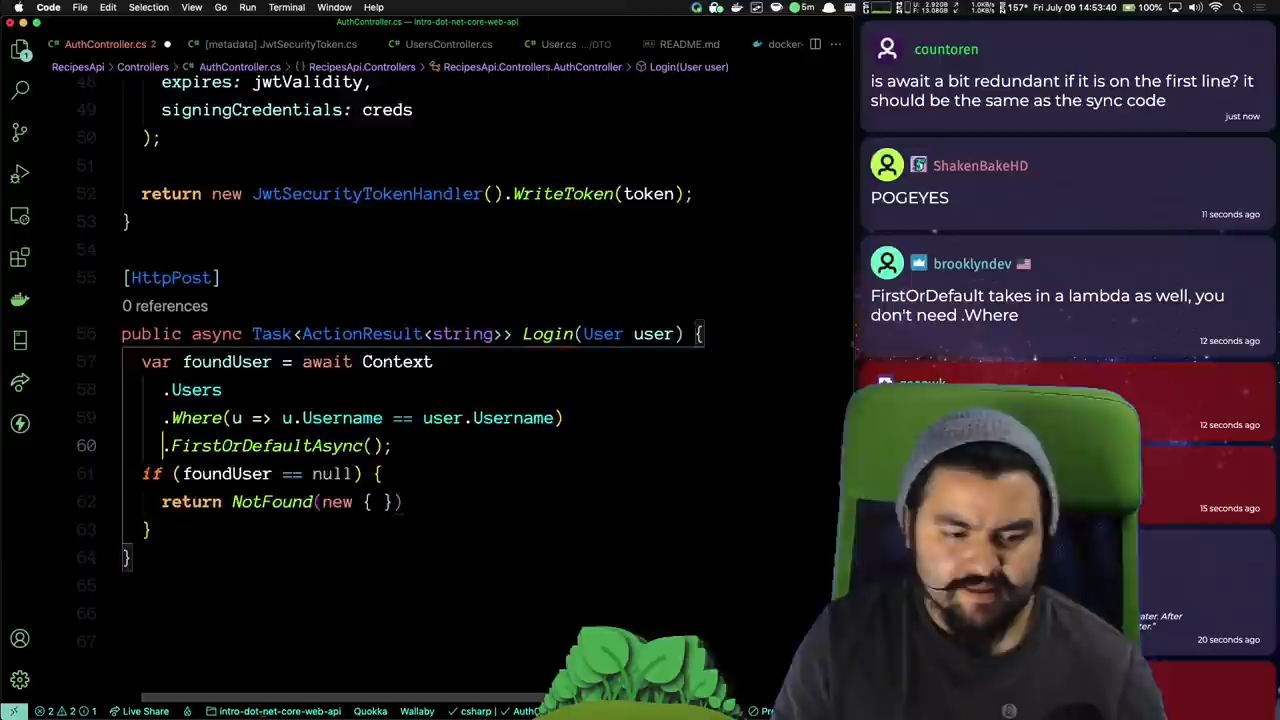 Code File Edit Selection View Go Run Terminal Window Help
5m
157°
100%
Fri July 09 14:53:40
AuthController.cs — intro-dot-net-core-web-api
AuthController.cs 2
[metadata] JwtSecurityToken.cs
UsersController.cs
User.cs .../DTO
README.md
docker-
RecipesApi > Controllers > AuthController.cs > RecipesApi.Controllers > RecipesApi.Controllers.AuthController > Login(User user)
48 expires: jwtValidity,
49 signingCredentials: creds
50 );
51
52 return new JwtSecurityTokenHandler().WriteToken(token);
53 }
54
55 [HttpPost]
0 references
56 public async Task<ActionResult<string>> Login(User user) {
57 var foundUser = await Context
58 .Users
59 .Where(u => u.Username == user.Username)
60 .FirstOrDefaultAsync();
61 if (foundUser == null) {
62 return NotFound(new { })
63 }
64 }
65
66
67
2 2 1 Live Share intro-dot-net-core-web-api Quokka Wallaby csharp
countoren
is await a bit redundant if it is on the first line? it
should be the same as the sync code
just now
ShakenBakeHD
POGEYES
11 seconds ago
brooklyndev
FirstOrDefault takes in a lambda as well, you
don't need .Where
12 seconds ago
12 seconds ago
15 seconds ago
20 seconds ago